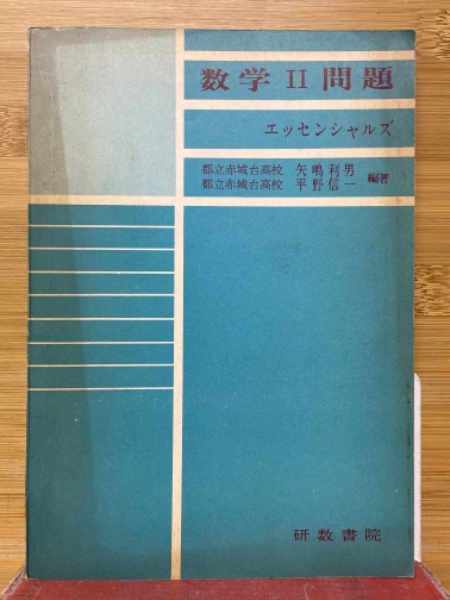 数学II問題
エッセンシャルズ
都立赤城台高校 矢嶋利男
都立赤城台高校 平野信一
編著
研数書院